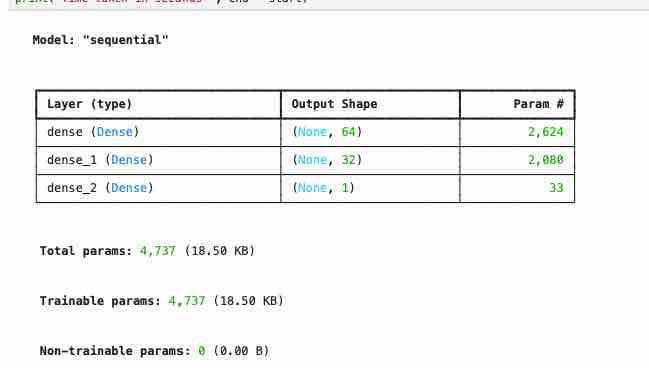 Model: "sequential"
Layer (type) Output Shape Param #
dense (Dense) (None, 64) 2,624
dense_1 (Dense) (None, 32) 2,080
dense_2 (Dense) (None, 1) 33
Total params: 4,737 (18.50 KB)
Trainable params: 4,737 (18.50 KB)
Non-trainable params: 0 (0.00 B)